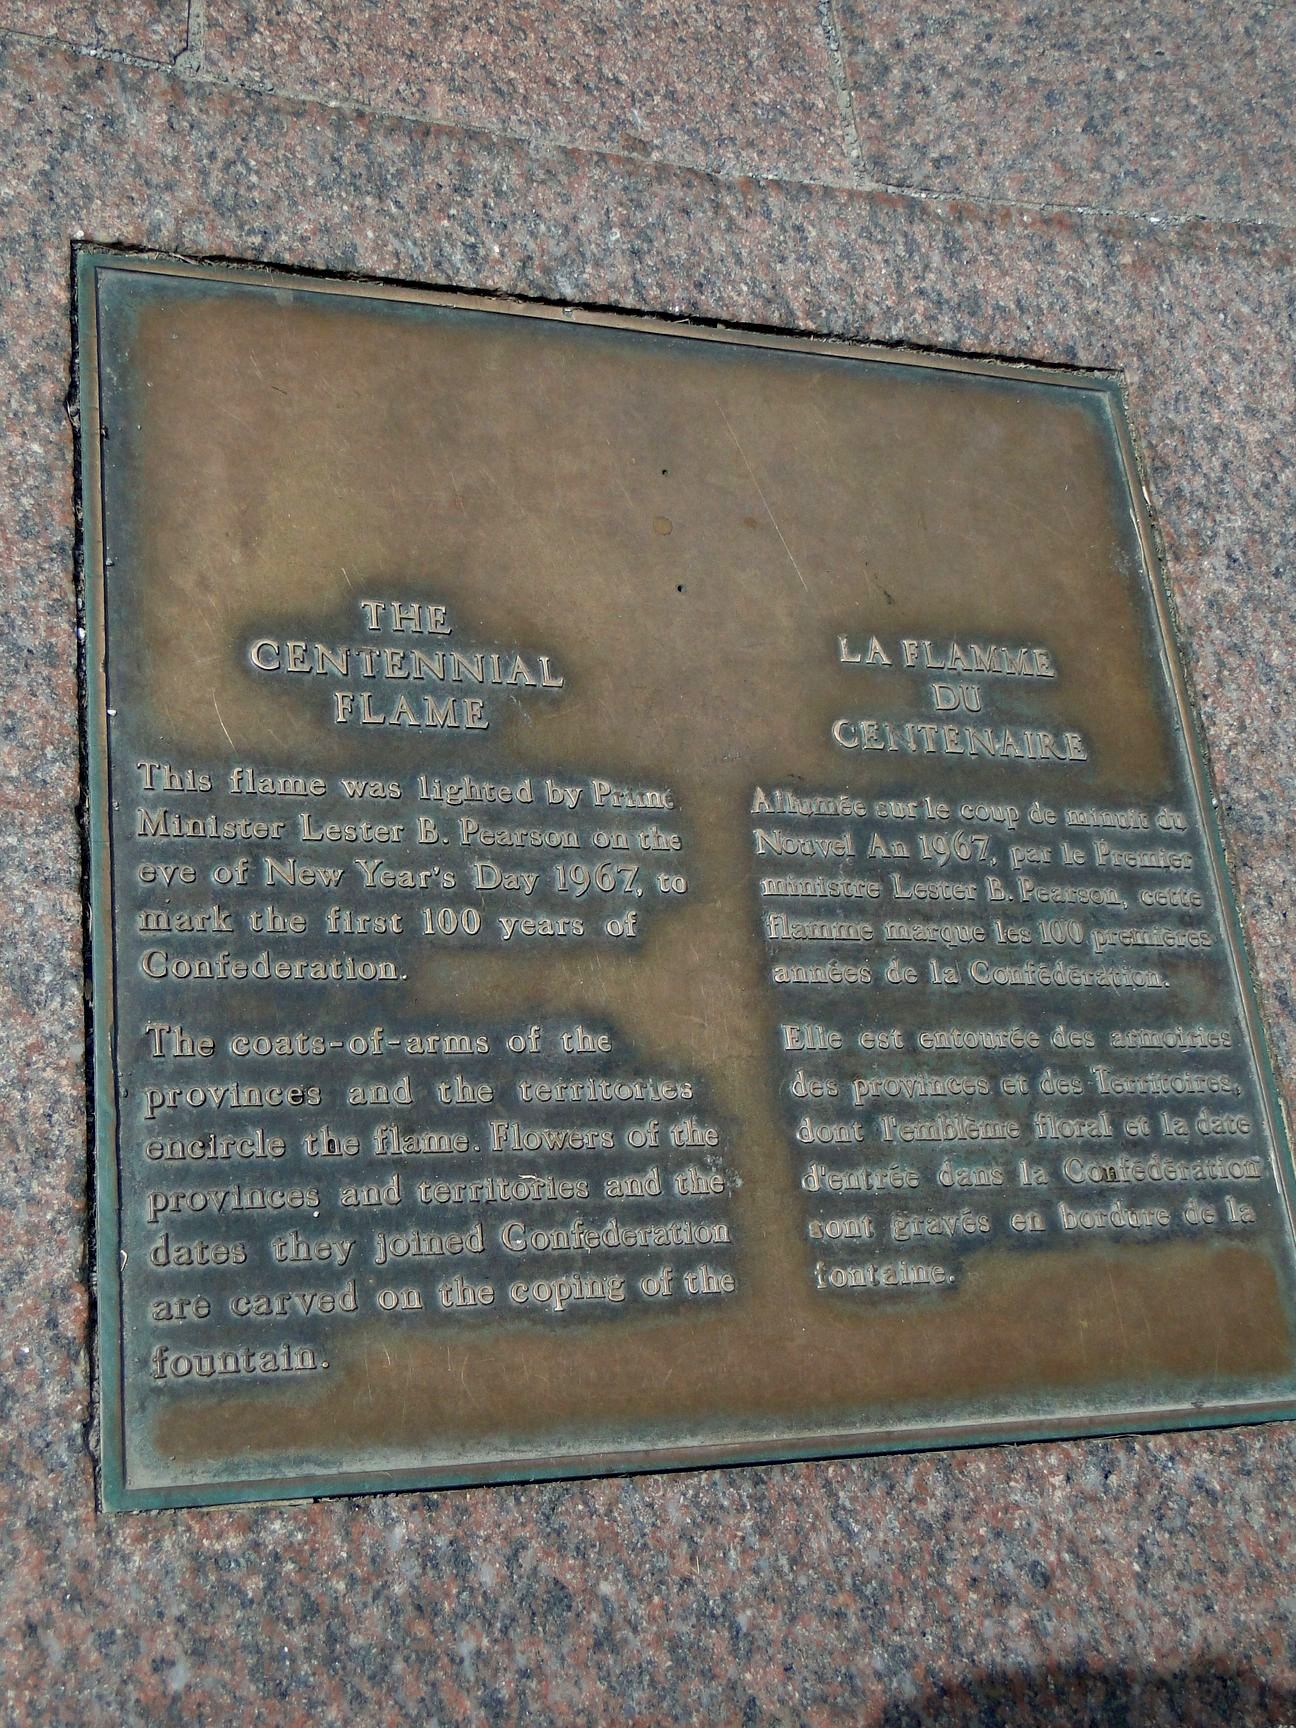 THE
CENTENNIAL
FLAME
This flame was lighted by Prime
Minister Lester B. Pearson on the
eve of New Year's Day 1967, to
mark the first 100 years of
Confederation.
The coats-of-arms of the
provinces and the territories
encircle the flame. Flowers of the
provinces and territories and the
dates they joined Confederation
are carved on the coping of the
fountain.
LA FLAMME
DU
CENTENAIRE
Allumée sur le coup de minuit du
Nouvel An 1967, par le Premier
ministre Lester B. Pearson, cette
flamme marque les 100 premières
années de la Confédération.
Elle est entourée des armoiries
des provinces et des Territoires,
dont l'emblème floral et la date
d'entrée dans la Confédération
sont gravés en bordure de la
fontaine.